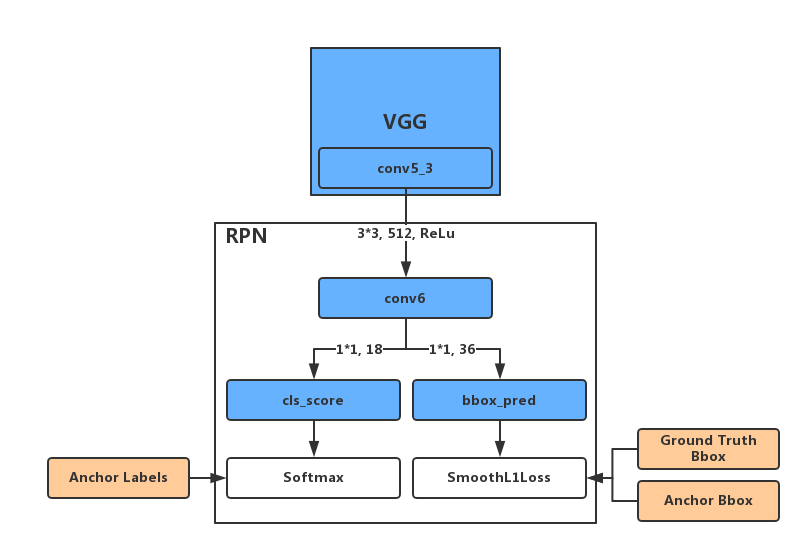 VGG
conv5_3
RPN
3*3, 512, ReLu
conv6
1*1, 18
1*1, 36
cls_score
bbox_pred
Ground Truth
Bbox
Anchor Labels
Softmax
SmoothL1Loss
Anchor Bbox